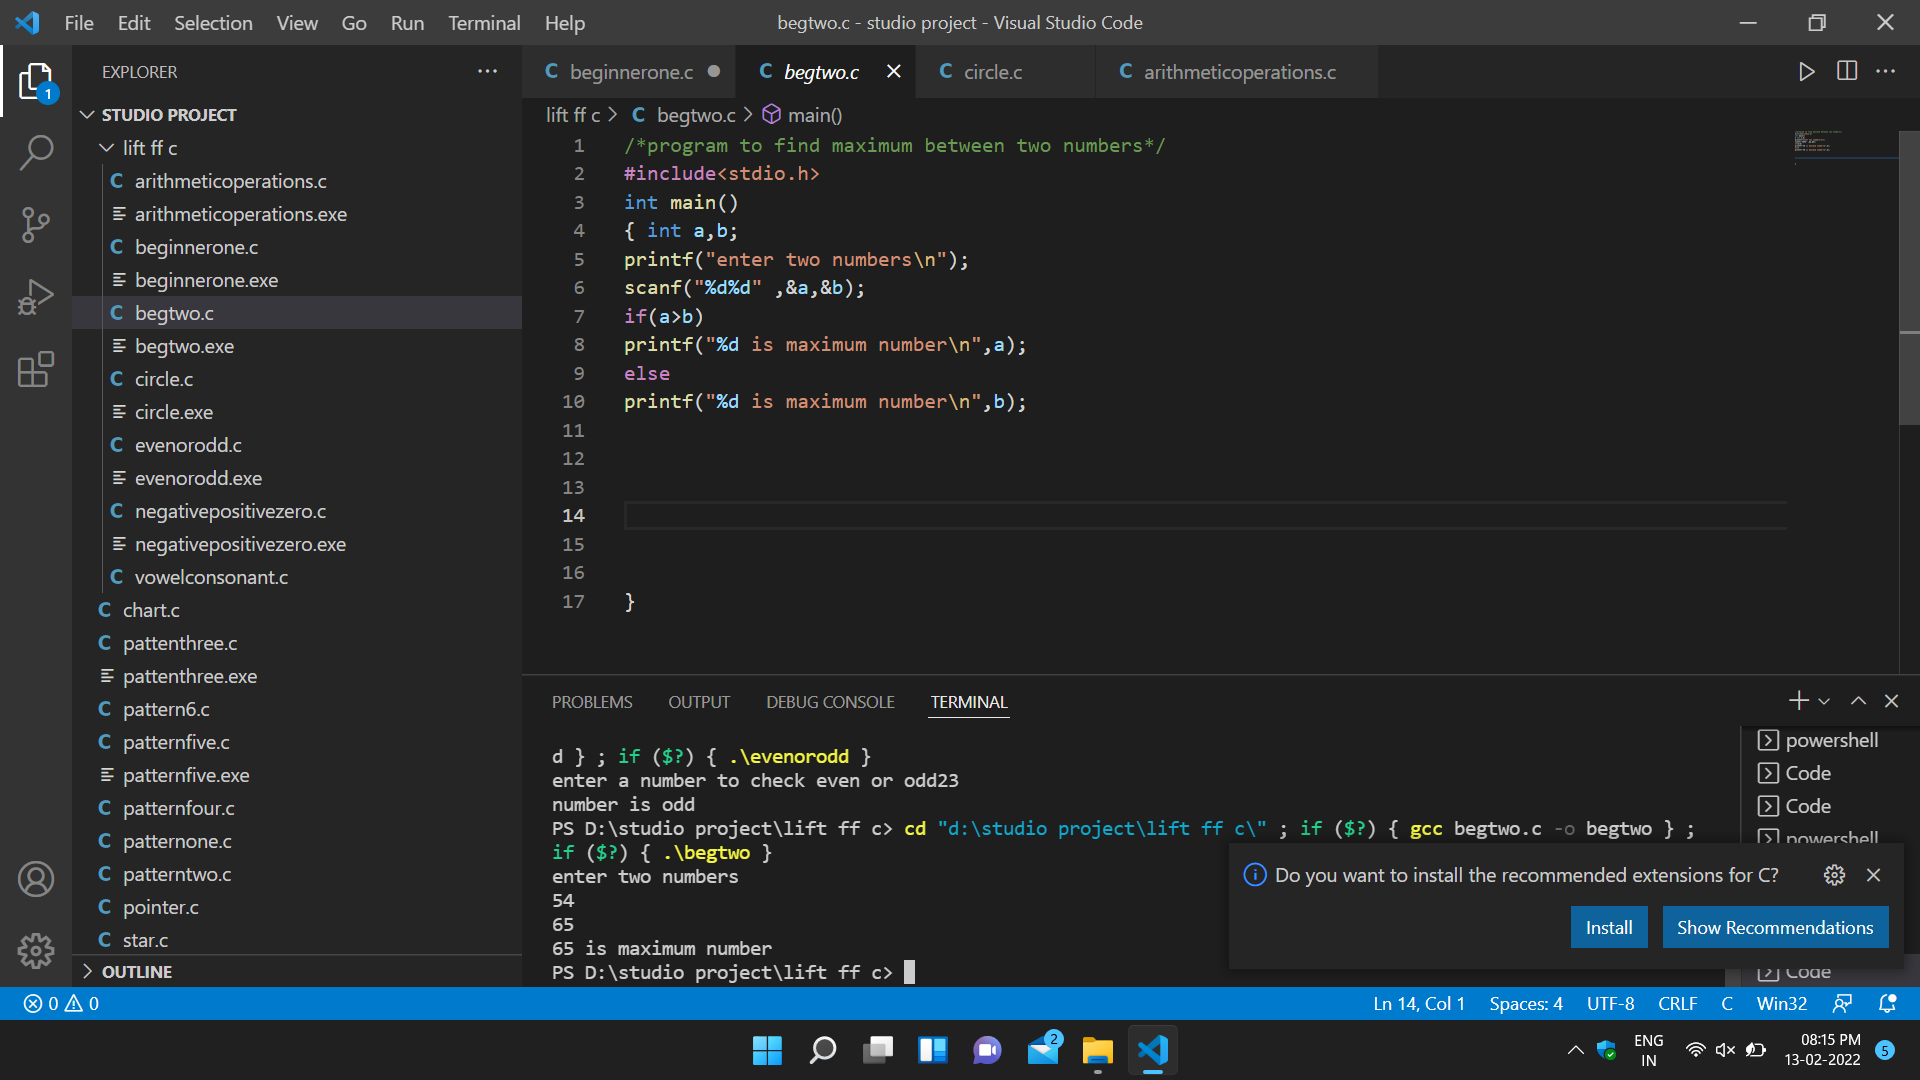 File Edit Selection View Go Run Terminal Help
begtwo.c - studio project - Visual Studio Code
EXPLORER
STUDIO PROJECT
lift ff c
arithmeticoperations.c
arithmeticoperations.exe
beginnerone.c
beginnerone.exe
begtwo.c
begtwo.exe
circle.c
circle.exe
evenorodd.c
evenorodd.exe
negativepositivezero.c
negativepositivezero.exe
vowelconsonant.c
chart.c
pattenthree.c
pattenthree.exe
pattern6.c
patternfive.c
patternfive.exe
patternfour.c
patternone.c
patterntwo.c
pointer.c
star.c
OUTLINE
1
C beginnerone.c C begtwo.c C circle.c C arithmeticoperations.c
lift ff c > C begtwo.c > main()
1 /*program to find maximum between two numbers*/
2 #include<stdio.h>
3 int main()
4 { int a,b;
5 printf("enter two numbers\n");
6 scanf("%d%d" ,&a,&b);
7 if(a>b)
8 printf("%d is maximum number\n",a);
9 else
10 printf("%d is maximum number\n",b);
11
12
13
14
15
16
17 }
PROBLEMS OUTPUT DEBUG CONSOLE TERMINAL
d } ; if ($?) { .\evenorodd }
enter a number to check even or odd23
number is odd
PS D:\studio project\lift ff c> cd "d:\studio project\lift ff c\" ; if ($?) { gcc begtwo.c -o begtwo } ;
if ($?) { .\begtwo }
enter two numbers
54
65
65 is maximum number
PS D:\studio project\lift ff c>
powershell
Code
Code
powershell
Do you want to install the recommended extensions for C?
Install Show Recommendations
Code
0 0 Ln 14, Col 1 Spaces: 4 UTF-8 CRLF C Win32
2
ENG
IN
08:15 PM
13-02-2022
5